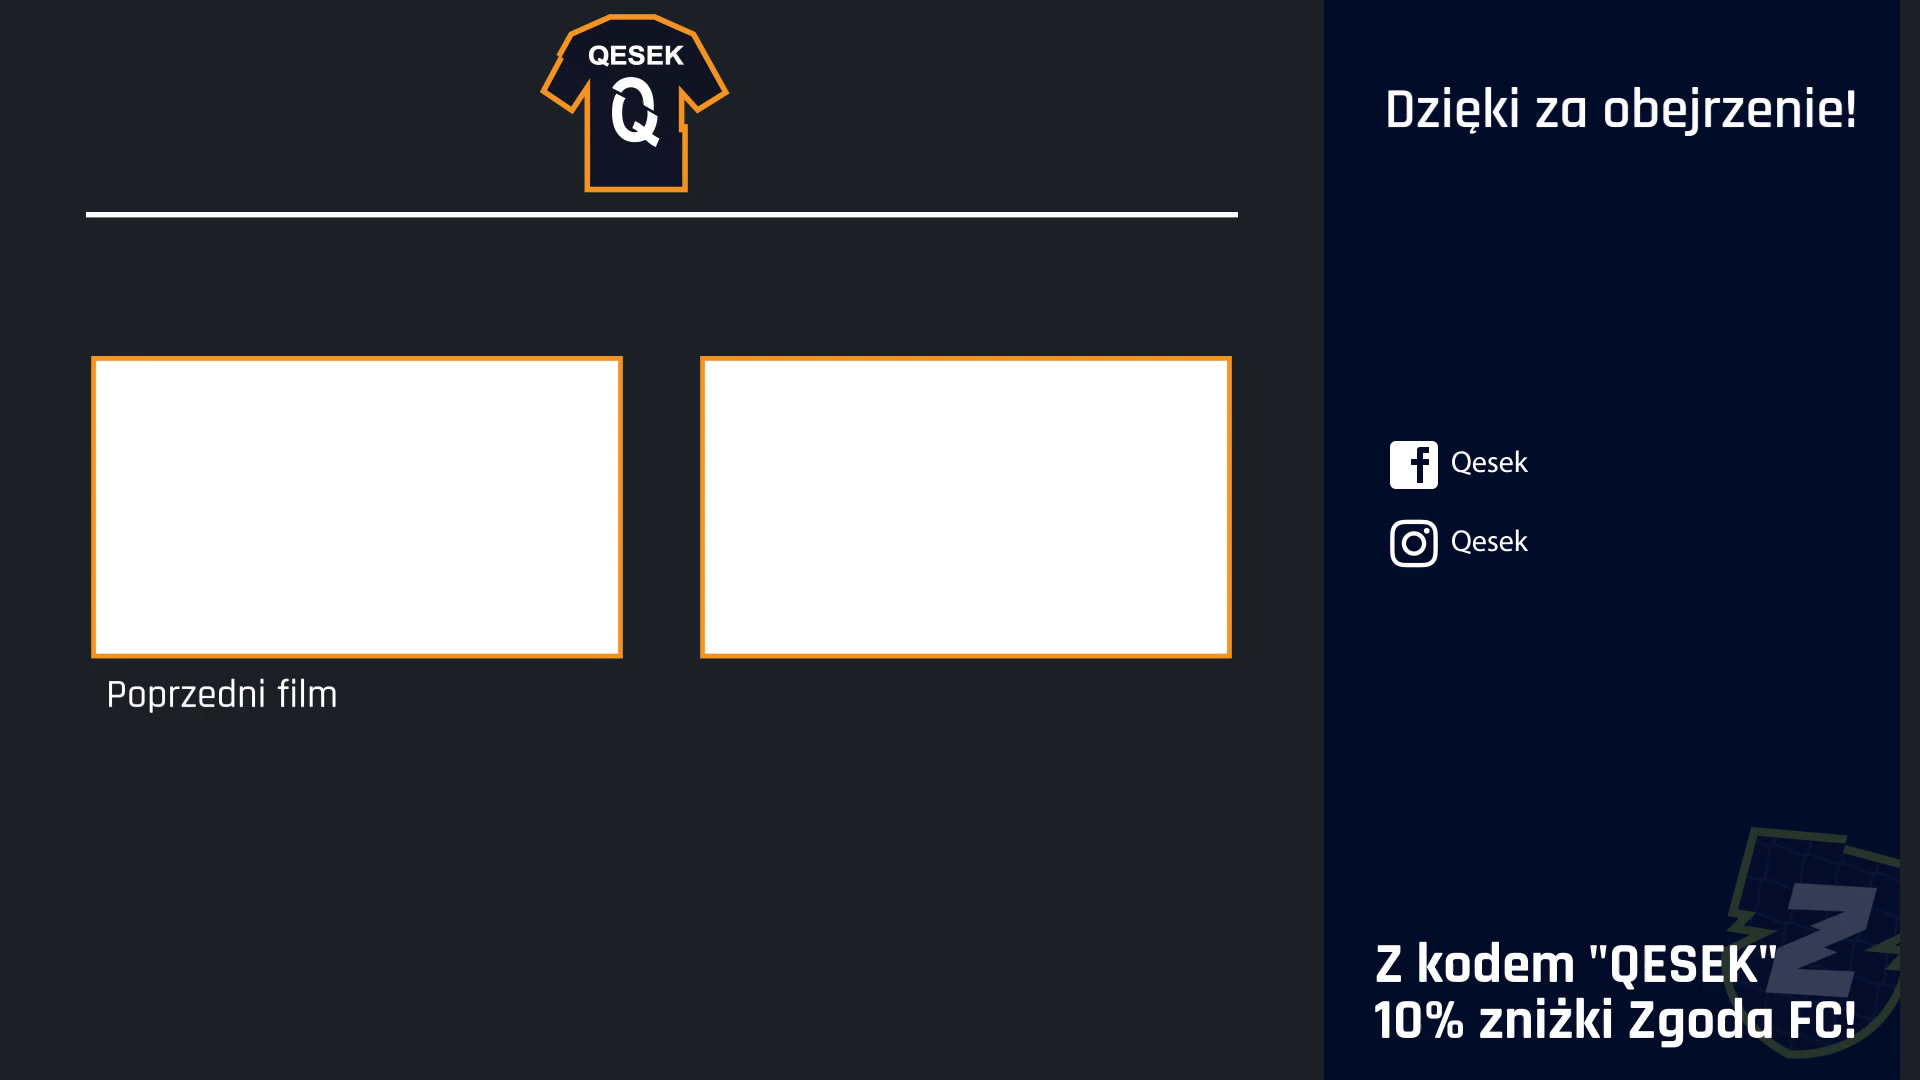 QESEK
Q
Dzięki za obejrzenie!
Qesek
Qesek
Poprzedni film
Z kodem "QESEK"
10% zniżki Zgoda FC!
Z